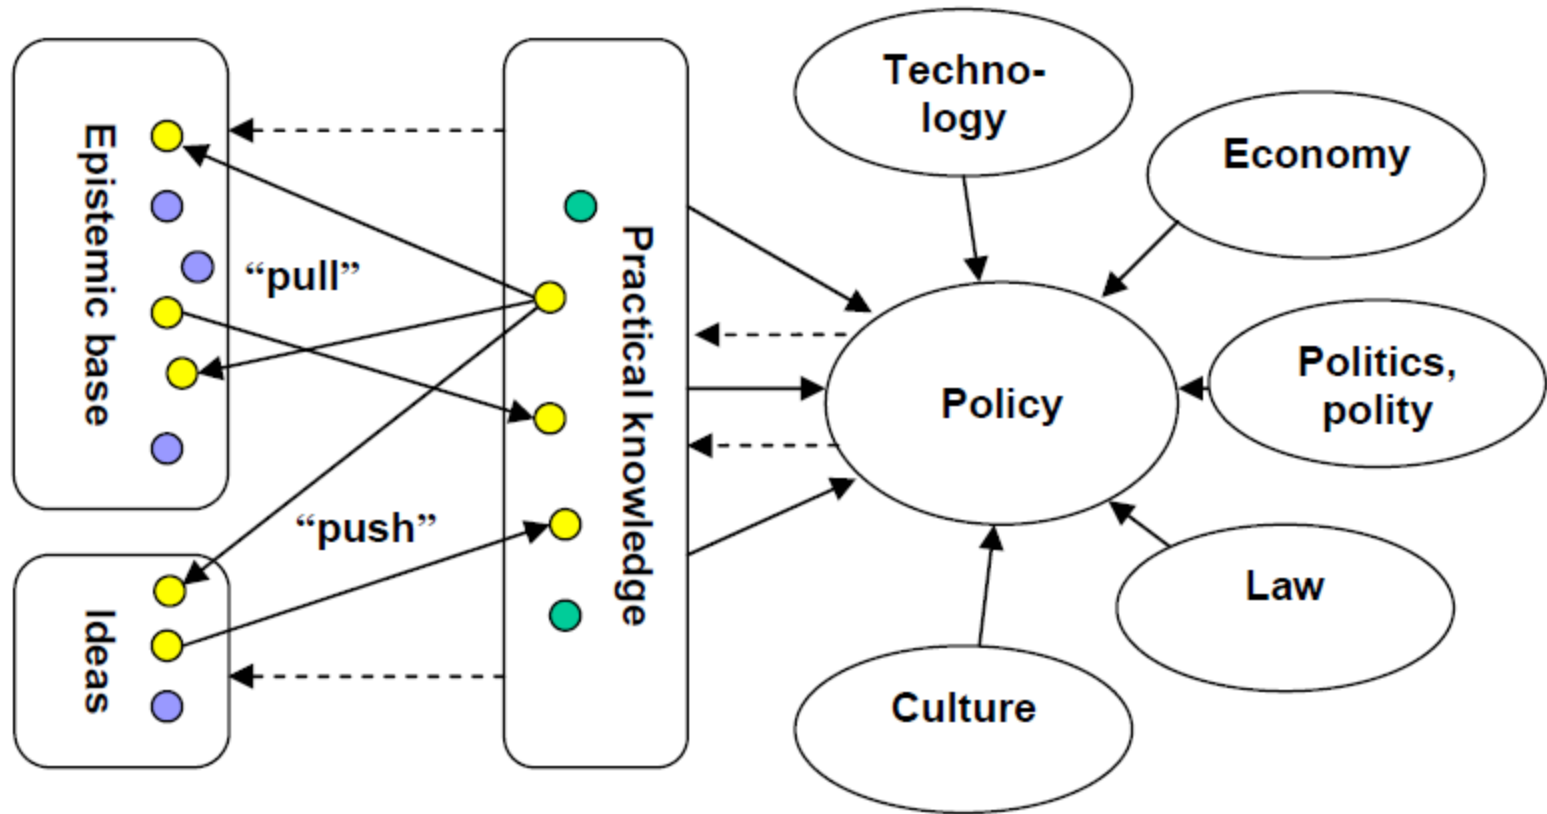 Epistemic base
Ideas
“pull”
“push”
Practical knowledge
Techno-
logy
Economy
Politics,
polity
Policy
Law
Culture